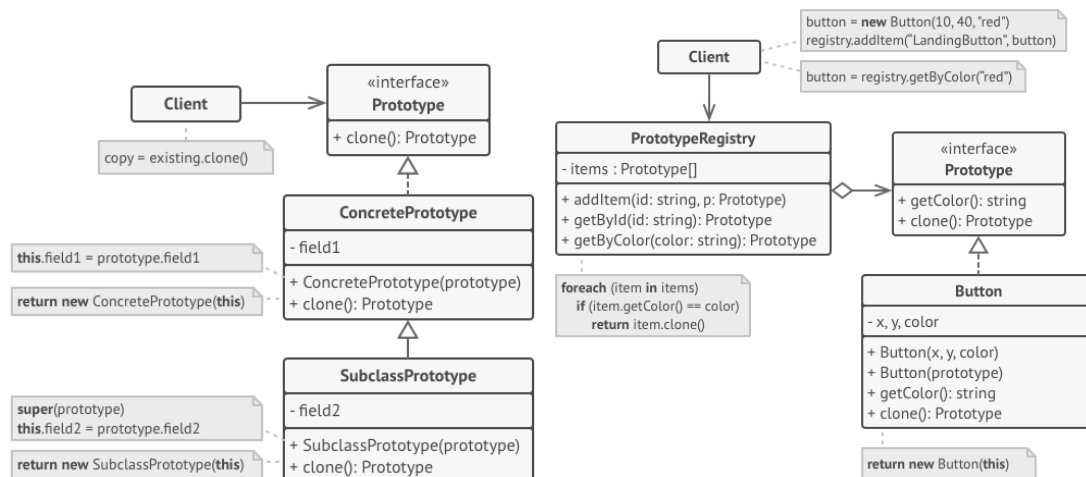 Client
copy = existing.clone()
«interface»
Prototype
+ clone(): Prototype
ConcretePrototype
- field1
+ ConcretePrototype(prototype)
+ clone(): Prototype
this.field1 = prototype.field1
return new ConcretePrototype(this)
SubclassPrototype
- field2
+ SubclassPrototype(prototype)
+ clone(): Prototype
super(prototype)
this.field2 = prototype.field2
return new SubclassPrototype(this)
Client
button = new Button(10, 40, "red")
registry.addItem(“LandingButton”, button)
button = registry.getByColor(“red”)
PrototypeRegistry
- items : Prototype[]
+ addItem(id: string, p: Prototype)
+ getById(id: string): Prototype
+ getByColor(color: string): Prototype
foreach (item in items)
if (item.getColor() == color)
return item.clone()
«interface»
Prototype
+ getColor(): string
+ clone(): Prototype
Button
- x, y, color
+ Button(x, y, color)
+ Button(prototype)
+ getColor(): string
+ clone(): Prototype
return new Button(this)